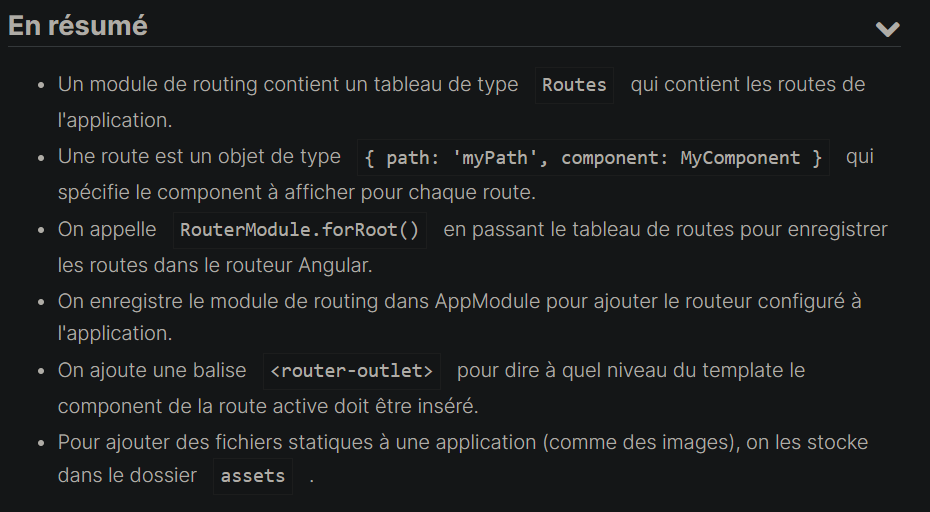 En résumé
Un module de routing contient un tableau de type Routes qui contient les routes de
l'application.
Une route est un objet de type { path: 'myPath', component: MyComponent } qui
spécifie le component à afficher pour chaque route.
On appelle RouterModule.forRoot() en passant le tableau de routes pour enregistrer
les routes dans le routeur Angular.
On enregistre le module de routing dans AppModule pour ajouter le routeur configuré à
l'application.
On ajoute une balise <router-outlet> pour dire à quel niveau du template le
component de la route active doit être inséré.
Pour ajouter des fichiers statiques à une application (comme des images), on les stocke
dans le dossier assets .